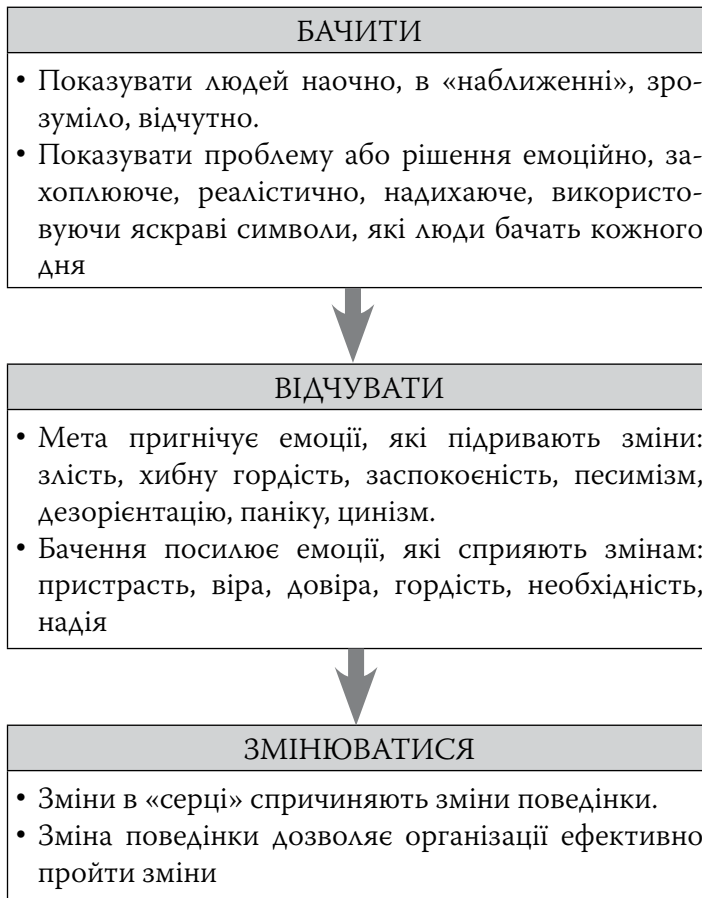 БАЧИТИ
• Показувати людей наочно, в «наближенні», зро-
зуміло, відчутно.
• Показувати проблему або рішення емоційно, за-
хоплююче, реалістично, надихаюче, використо-
вуючи яскраві символи, які люди бачать кожного
дня
ВІДЧУВАТИ
• Мета пригнічує емоції, які підривають зміни:
злість, хибну гордість, заспокоєність, песимізм,
дезорієнтацію, паніку, цинізм.
• Бачення посилює емоції, які сприяють змінам:
пристрасть, віра, довіра, гордість, необхідність,
надія
ЗМІНЮВАТИСЯ
• Зміни в «серці» спричиняють зміни поведінки.
• Зміна поведінки дозволяє організації ефективно
пройти зміни